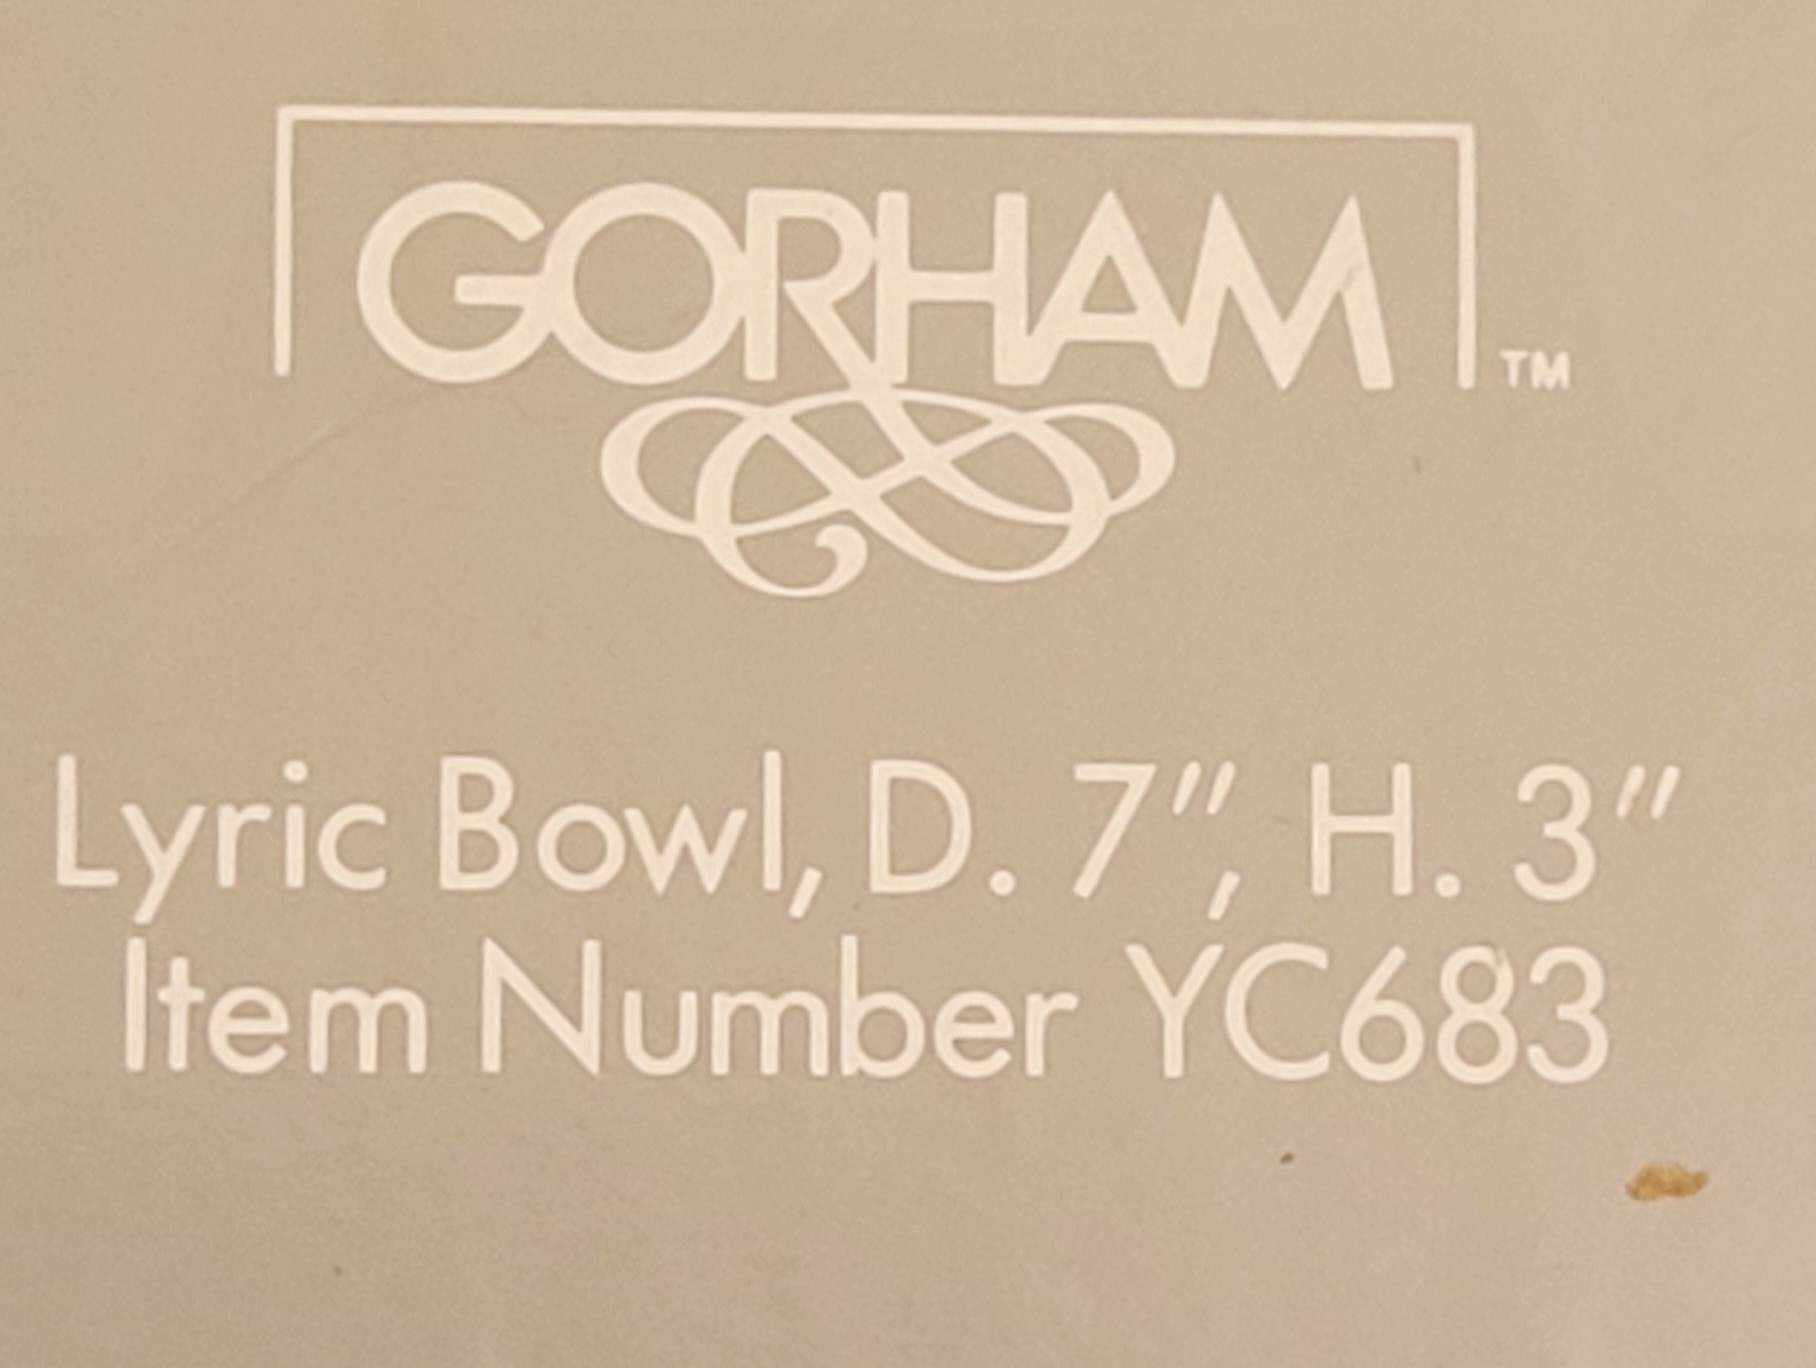 GORHAM™
Lyric Bowl, D. 7", H. 3"
Item Number YC683